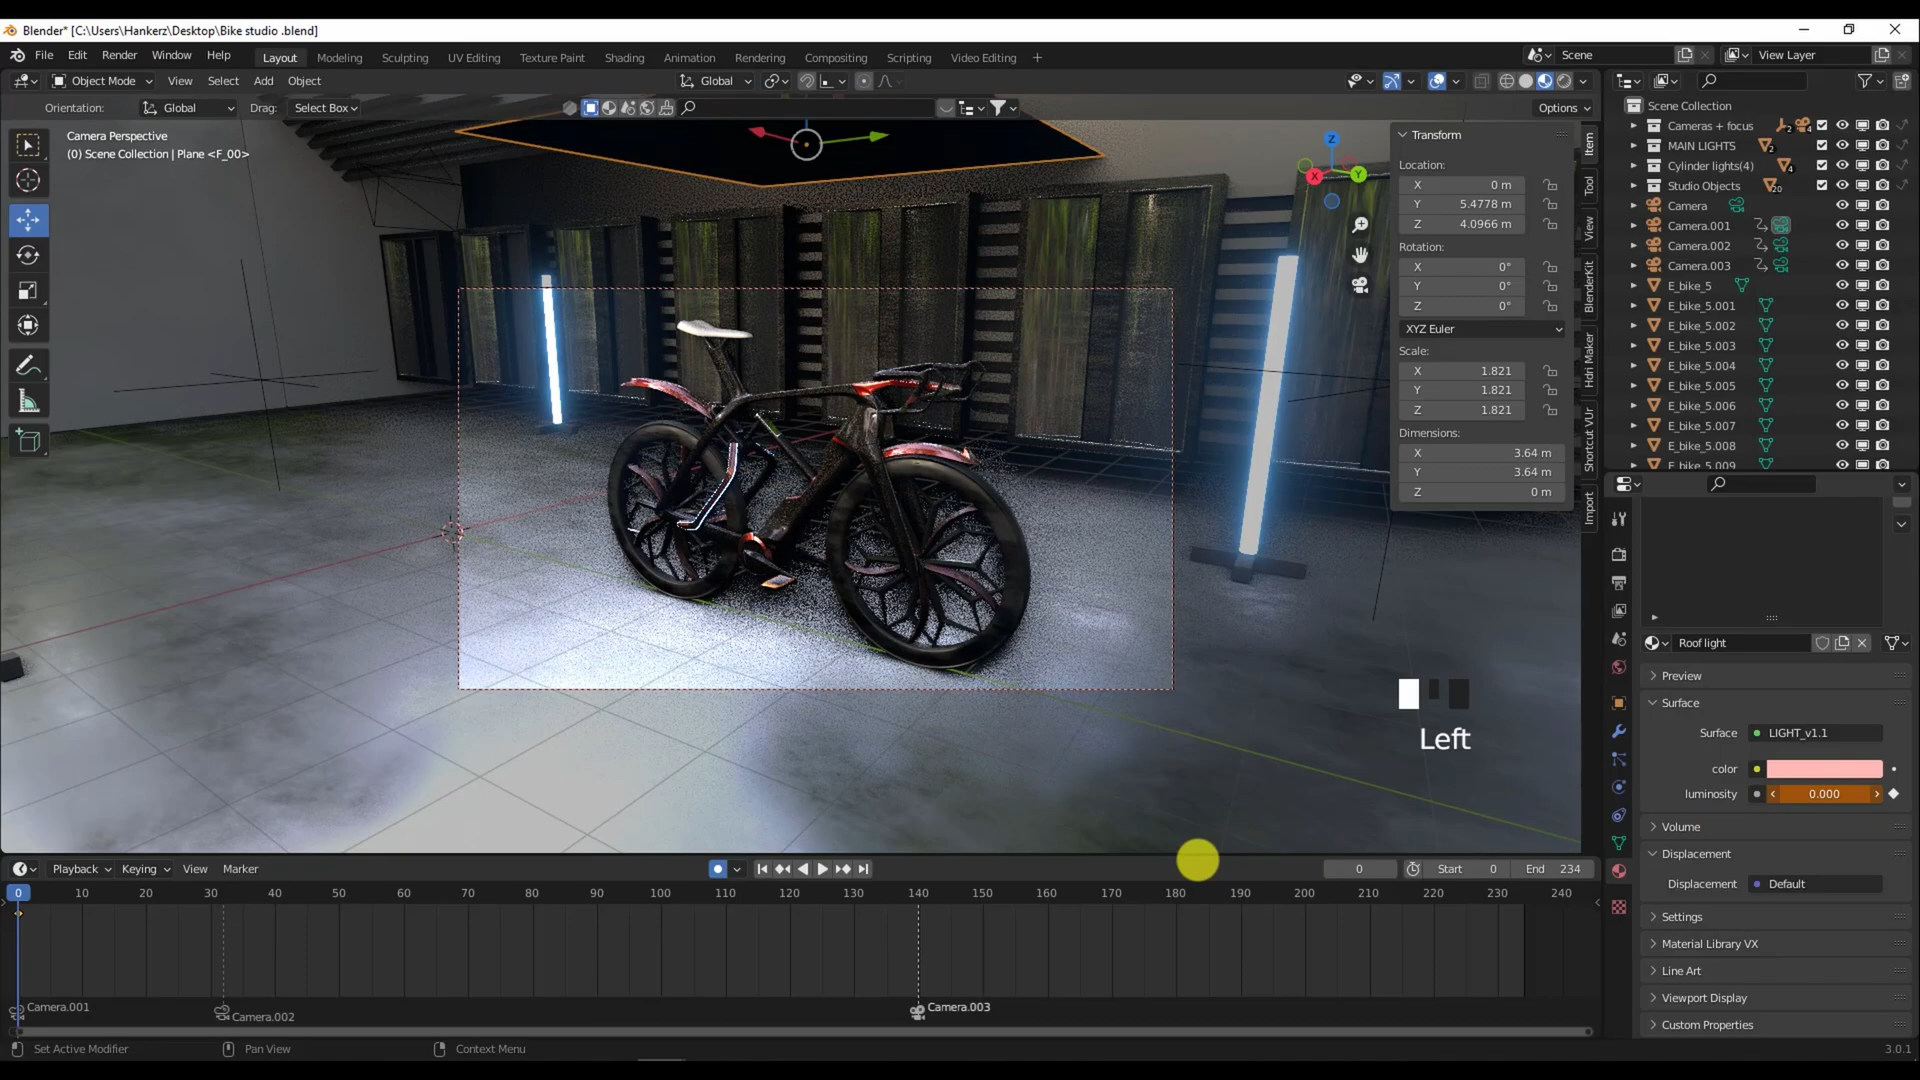 Blender* [C:\Users\Hankerz\Desktop\Bike studio .blend]
File Edit Render Window Help Layout Modeling Sculpting UV Editing Texture Paint Shading Animation Rendering Compositing Scripting Video Editing + Scene View Layer
Object Mode View Select Add Object Global
Orientation: Global Drag: Select Box Options
Camera Perspective
(0) Scene Collection | Plane <F_00>
Z
X
Y
Transform
Location:
X 0 m
Y 5.4778 m
Z 4.0966 m
Rotation:
X 0°
Y 0°
Z 0°
XYZ Euler
Scale:
X 1.821
Y 1.821
Z 1.821
Dimensions:
X 3.64 m
Y 3.64 m
Z 0 m
Item
Tool
View
BlenderKit
Hdri Maker
Shortcut VUr
Import
Scene Collection
Cameras + focus 2 4
MAIN LIGHTS 2
Cylinder lights(4) 4
Studio Objects 20
Camera
Camera.001
Camera.002
Camera.003
E_bike_5
E_bike_5.001
E_bike_5.002
E_bike_5.003
E_bike_5.004
E_bike_5.005
E_bike_5.006
E_bike_5.007
E_bike_5.008
E_bike_5.009
Roof light
Preview
Surface
Surface LIGHT_v1.1
color
luminosity 0.000
Volume
Displacement
Displacement Default
Settings
Material Library VX
Line Art
Viewport Display
Custom Properties
Left
Playback Keying View Marker 0 Start 0 End 234
0 10 20 30 40 50 60 70 80 90 100 110 120 130 140 150 160 170 180 190 200 210 220 230 240
Camera.001
Camera.002
Camera.003
Set Active Modifier Pan View Context Menu 3.0.1